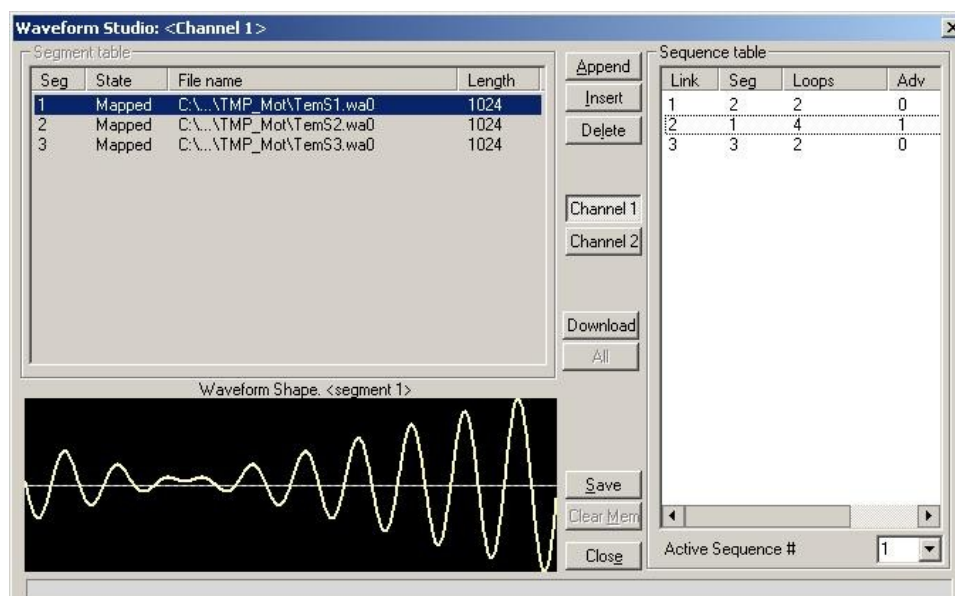 Waveform Studio: <Channel 1>
Segment table
Seg State File name Length
1 Mapped C:\...\TMP_Mot\TemS1.wa0 1024
2 Mapped C:\...\TMP_Mot\TemS2.wa0 1024
3 Mapped C:\...\TMP_Mot\TemS3.wa0 1024
Waveform Shape. <segment 1>
Append
Insert
Delete
Channel 1
Channel 2
Download
All
Save
Clear Mem
Close
Sequence table
Link Seg Loops Adv
1 2 2 0
2 1 4 1
3 3 2 0
Active Sequence # 1